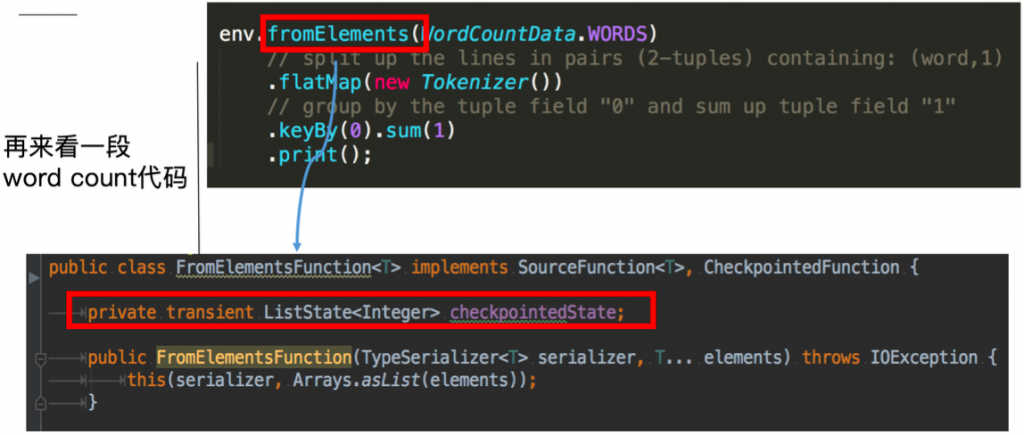 env.fromElements(WordCountData.WORDS)
// split up the lines in pairs (2-tuples) containing: (word,1)
.flatMap(new Tokenizer())
// group by the tuple field "0" and sum up tuple field "1"
.keyBy(0).sum(1)
.print();
再来看一段
word count代码
public class FromElementsFunction<T> implements SourceFunction<T>, CheckpointedFunction {
private transient ListState<Integer> checkpointedState;
public FromElementsFunction(TypeSerializer<T> serializer, T... elements) throws IOException {
this(serializer, Arrays.asList(elements));
}